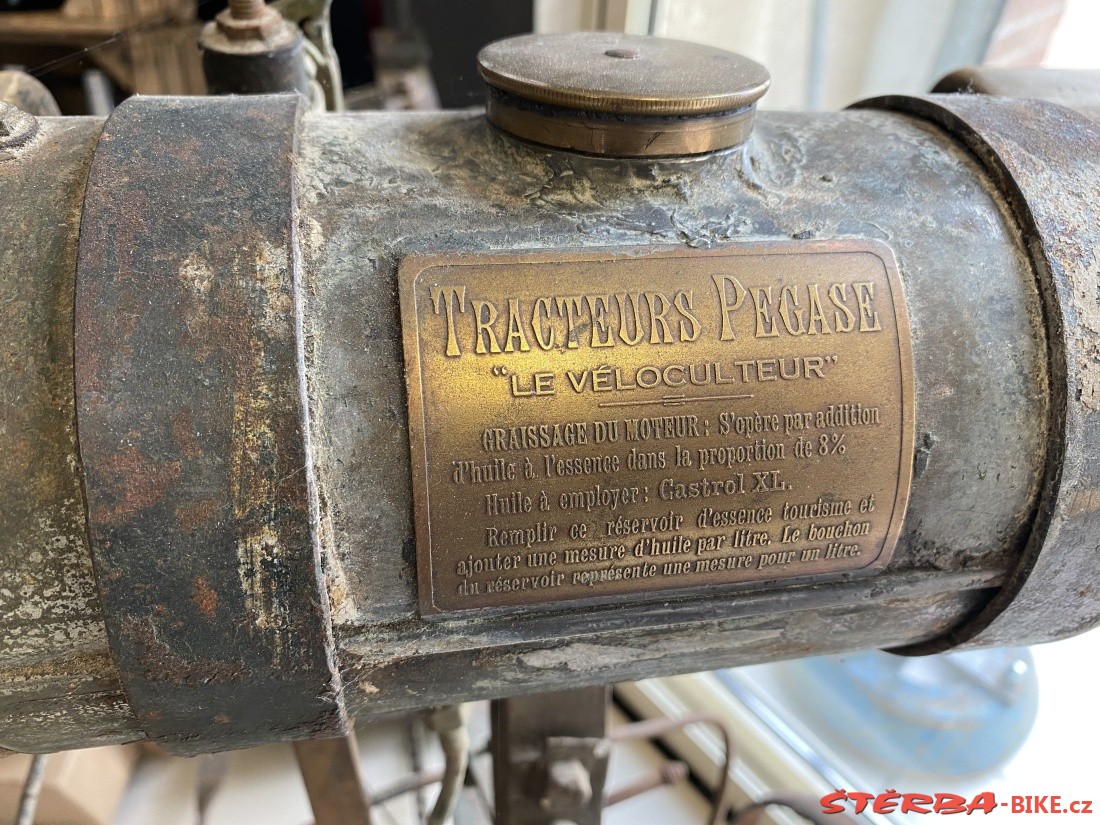 TRACTEURS PEGASE
"LE VÉLOCULTEUR"
GRAISSAGE DU MOTEUR : S'opère par addition
d'huile à l'essence dans la proportion de 8%
Huile à employer : Castrol XL.
Remplir ce réservoir d'essence tourisme et
ajouter une mesure d'huile par litre. Le bouchon
du réservoir représente une mesure pour un litre.
ŠTĚRBA-BIKE.cz